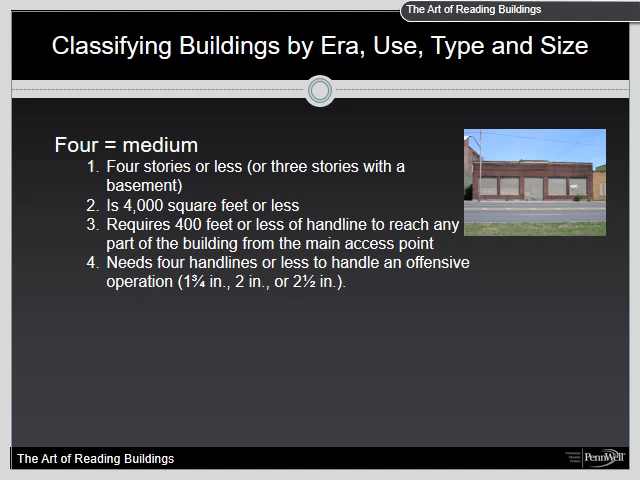 The Art of Reading Buildings
Classifying Buildings by Era, Use, Type and Size
Four = medium
1. Four stories or less (or three stories with a
basement)
2. Is 4,000 square feet or less
3. Requires 400 feet or less of handline to reach any
part of the building from the main access point
4. Needs four handlines or less to handle an offensive
operation (1¾ in., 2 in., or 2½ in.).
The Art of Reading Buildings
PennWell